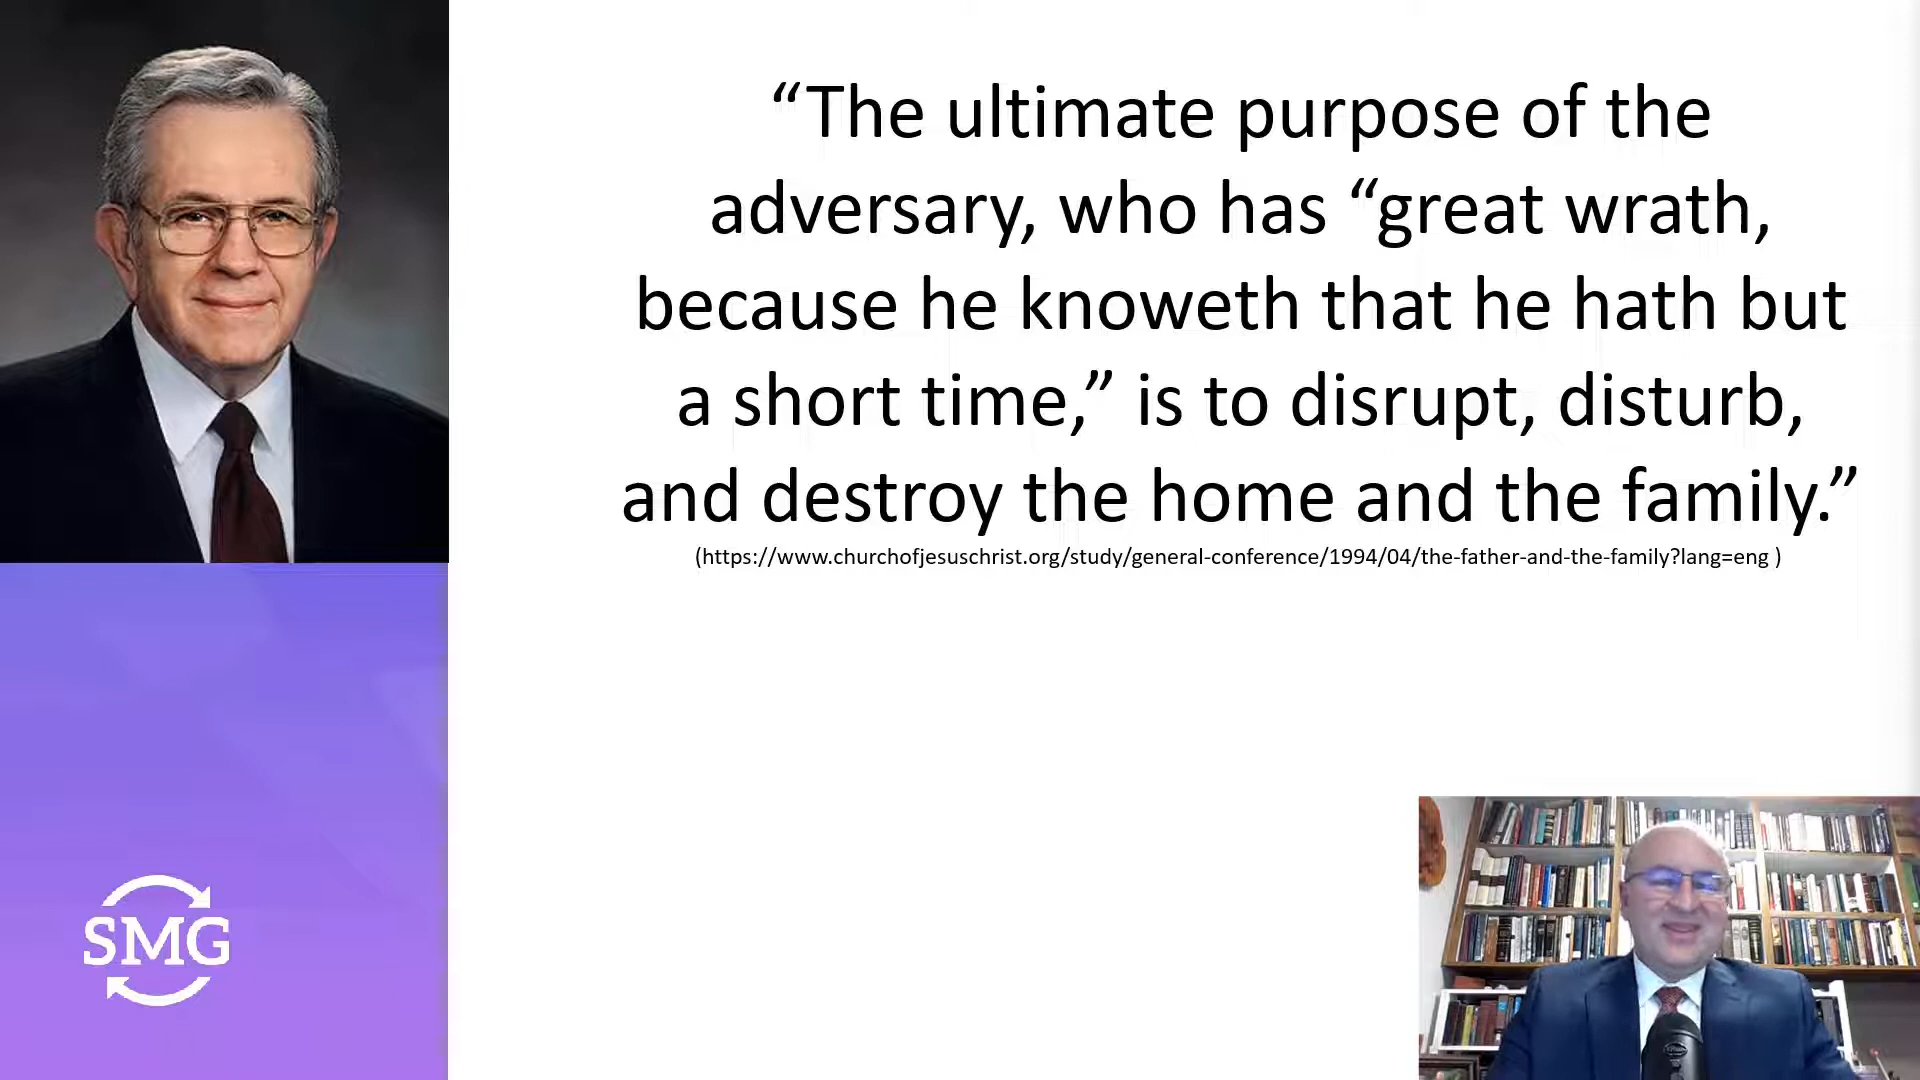 “The ultimate purpose of the
adversary, who has “great wrath,
because he knoweth that he hath but
a short time,” is to disrupt, disturb,
and destroy the home and the family.”
(https://www.churchofjesuschrist.org/study/general-conference/1994/04/the-father-and-the-family?lang=eng )
SMG